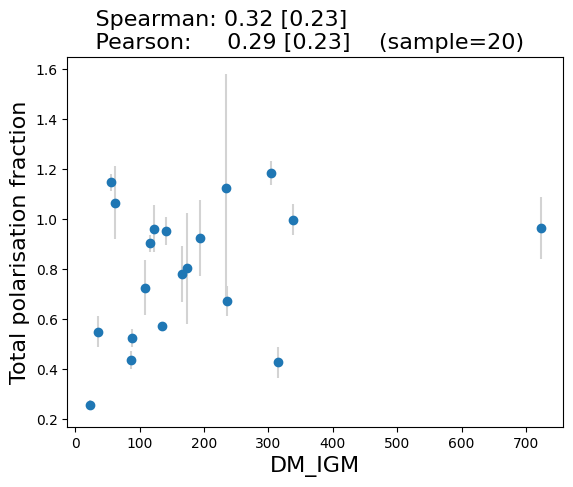 Spearman: 0.32 [0.23]
Pearson: 0.29 [0.23] (sample=20)
Total polarisation fraction
1.6
1.4
1.2
1.0
0.8
0.6
0.4
0.2
0 100 200 300 400 500 600 700
DM_IGM